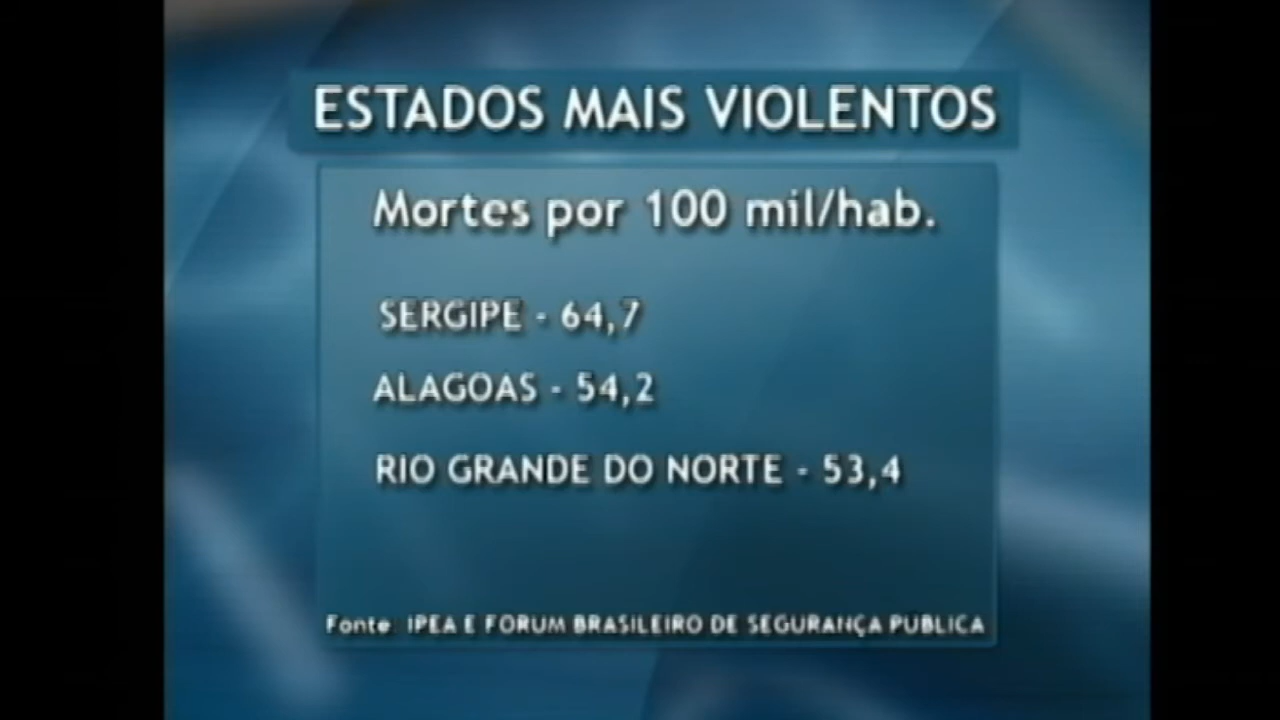 ESTADOS MAIS VIOLENTOS
Mortes por 100 mil/hab.
SERGIPE - 64,7
ALAGOAS - 54,2
RIO GRANDE DO NORTE - 53,4
Fonte: IPEA E FORUM BRASILEIRO DE SEGURANÇA PÚBLICA